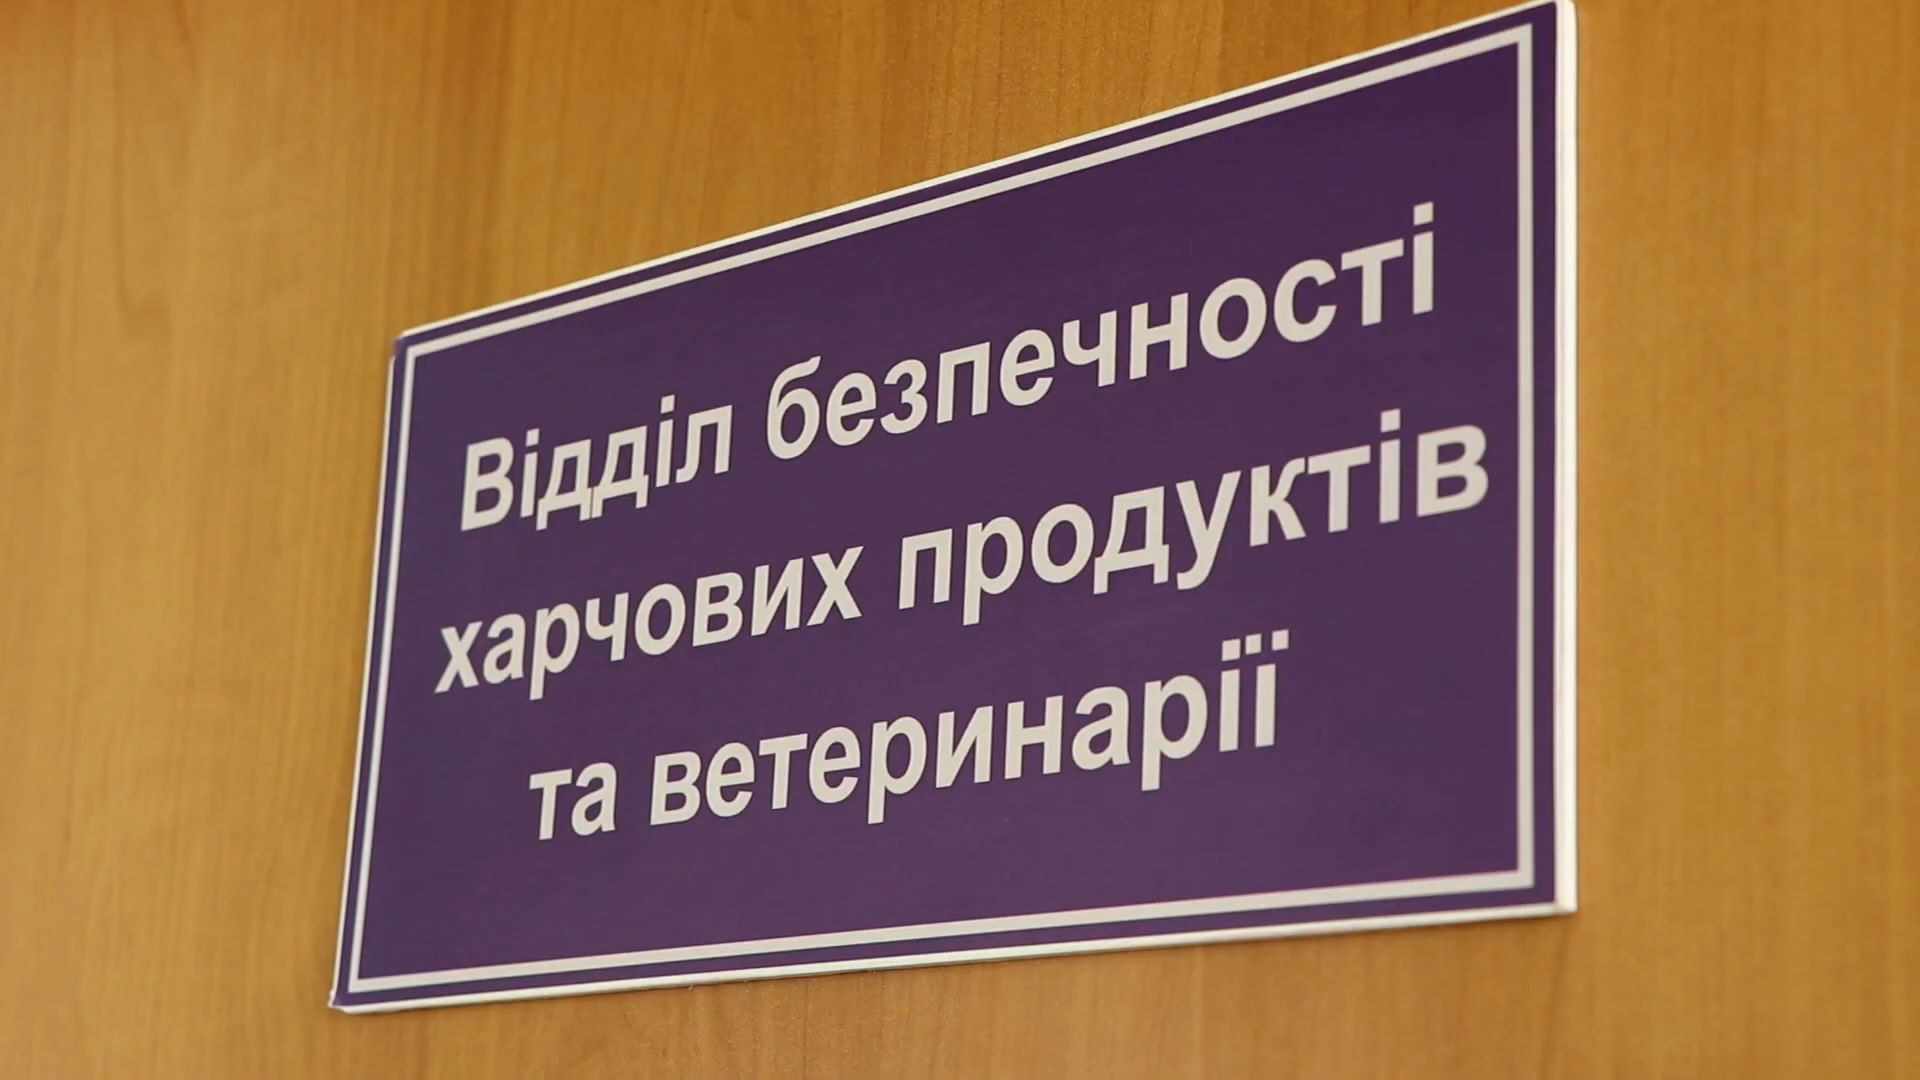 Відділ безпечності
харчових продуктів
та ветеринарії